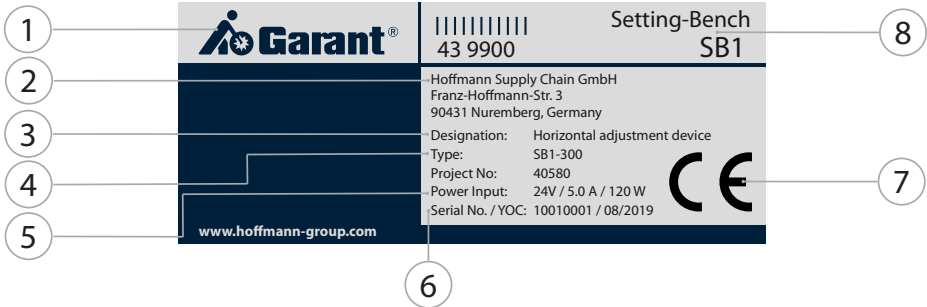 1
Garant®
43 9900
Setting-Bench
SB1
8
2
Hoffmann Supply Chain GmbH
Franz-Hoffmann-Str. 3
90431 Nuremberg, Germany
3
Designation: Horizontal adjustment device
4
Type: SB1-300
Project No: 40580
CE
7
5
Power Input: 24V / 5.0 A / 120 W
Serial No. / YOC: 10010001 / 08/2019
www.hoffmann-group.com
6